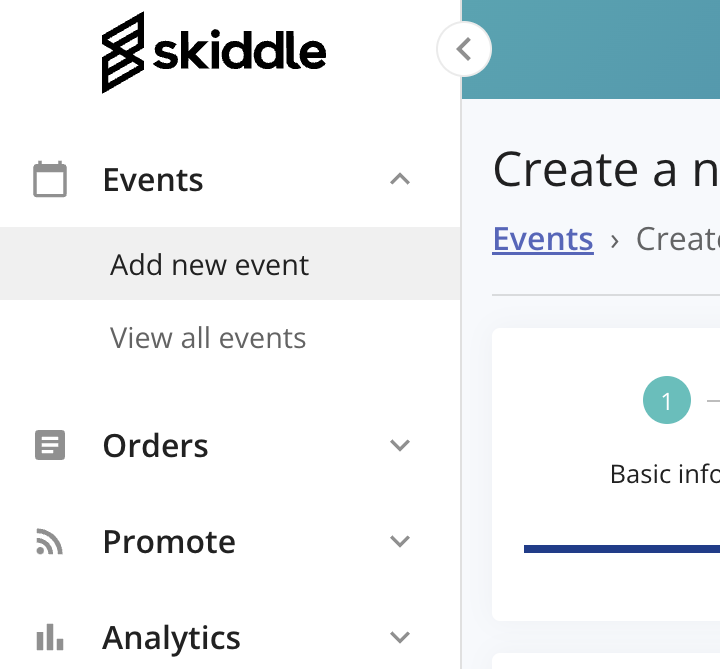 skiddle
Events
Add new event
View all events
Orders
Promote
Analytics
Create a n
Events › Creat
1
Basic info